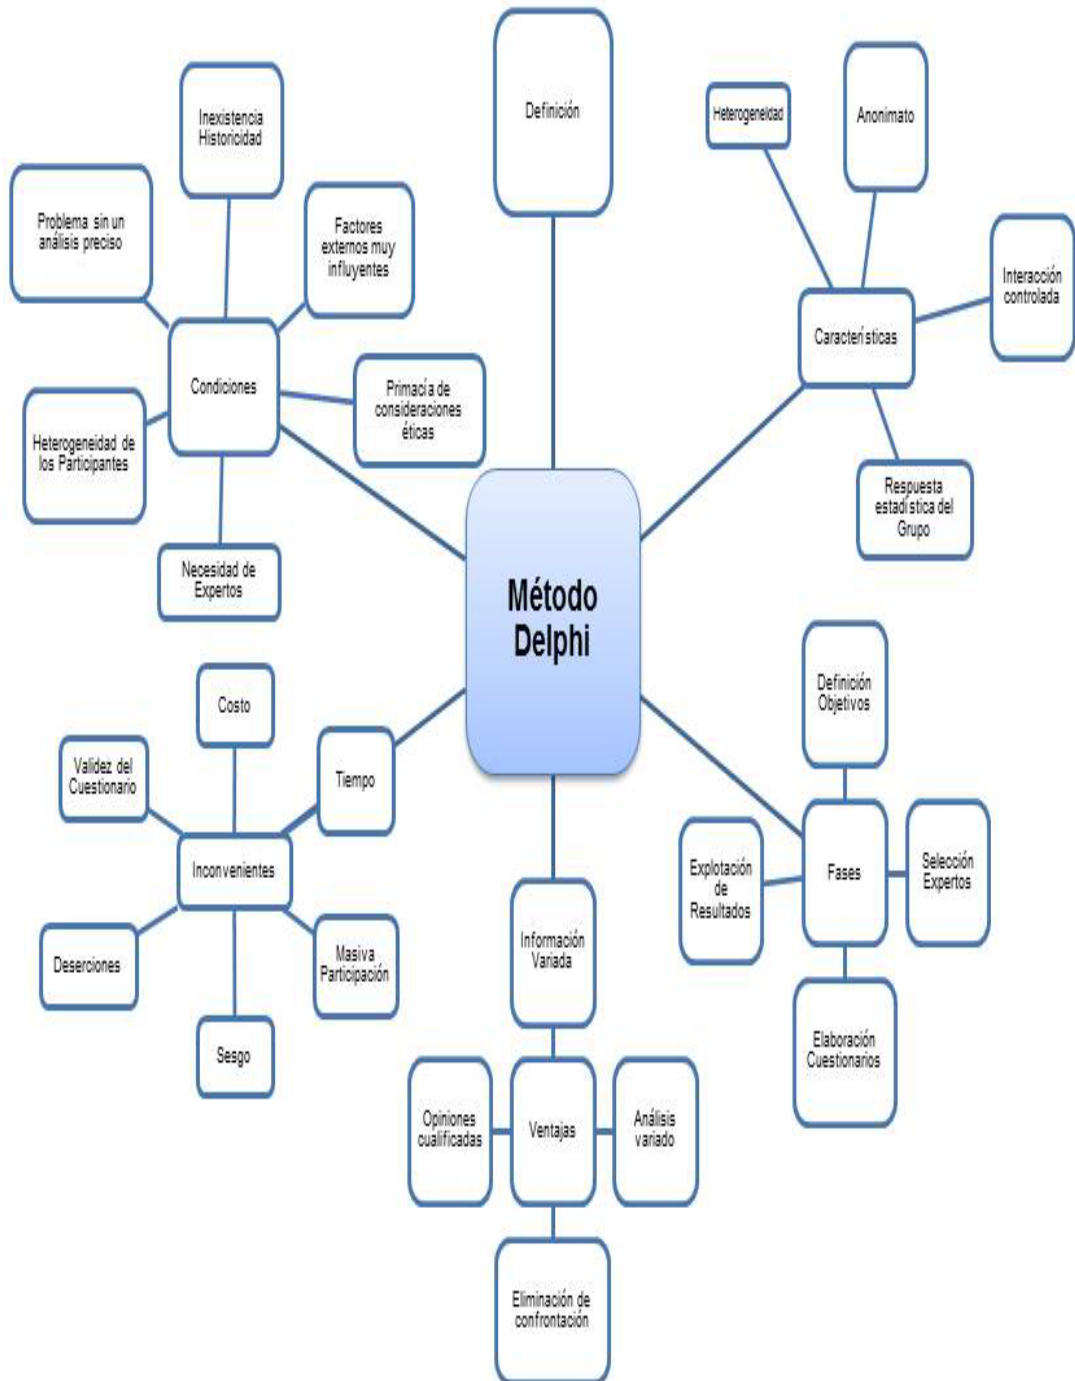 Definición
Heterogeneidad
Anonimato
Inexistencia
Historicidad
Problema sin un
análisis preciso
Factores
externos muy
influyentes
Interacción
controlada
Características
Condiciones
Primacía de
consideraciones
éticas
Heterogeneidad de
los Participantes
Respuesta
estadística del
Grupo
Necesidad de
Expertos
Método
Delphi
Definición
Objetivos
Costo
Validez del
Cuestionario
Tiempo
Inconvenientes
Explotación
de
Resultados
Fases
Selección
Expertos
Deserciones
Masiva
Participación
Información
Variada
Sesgo
Elaboración
Cuestionarios
Opiniones
cualificadas
Ventajas
Análisis
variado
Eliminación de
confrontación